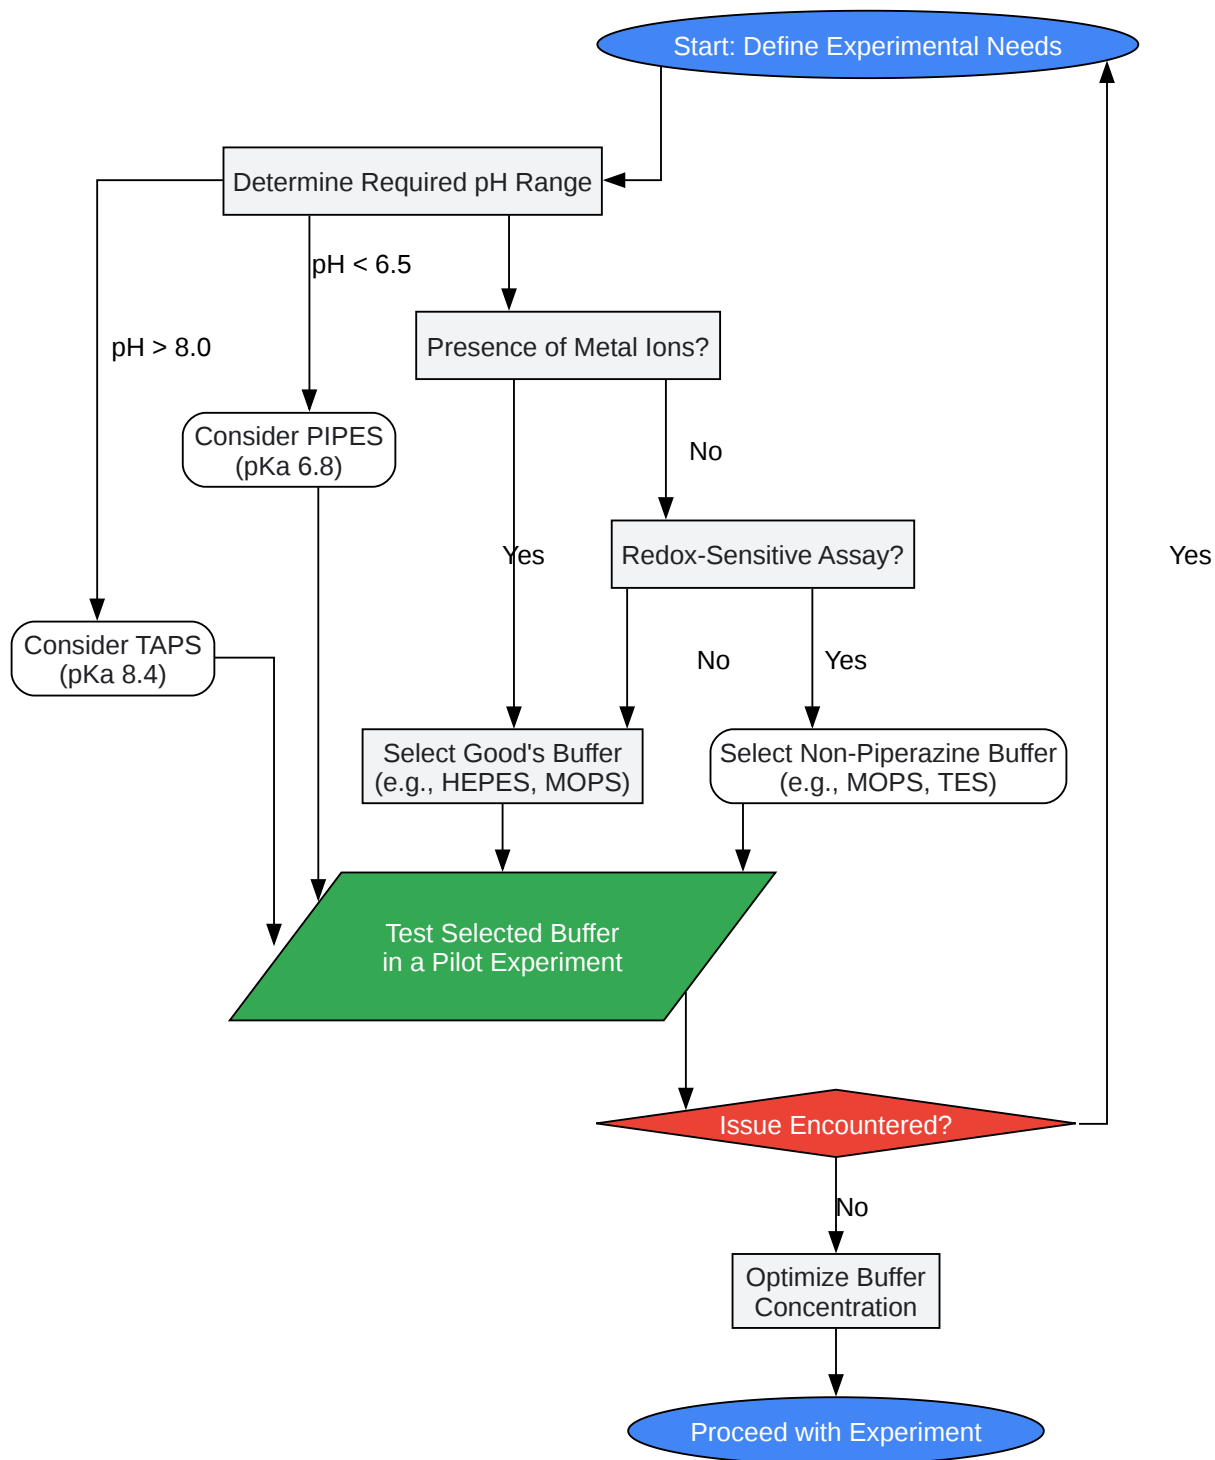 Start: Define Experimental Needs
Determine Required pH Range
pH < 6.5
pH > 8.0
Presence of Metal Ions?
Consider PIPES
(pKa 6.8)
No
Redox-Sensitive Assay?
Yes
Yes
Consider TAPS
(pKa 8.4)
No
Yes
Select Good's Buffer
(e.g., HEPES, MOPS)
Select Non-Piperazine Buffer
(e.g., MOPS, TES)
Test Selected Buffer
in a Pilot Experiment
Issue Encountered?
No
Optimize Buffer
Concentration
Proceed with Experiment